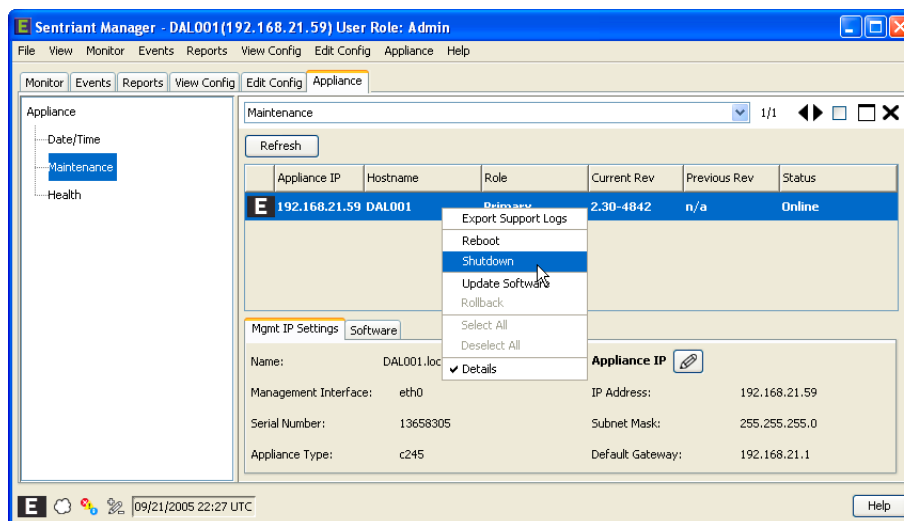 E Sentriant Manager - DAL001(192.168.21.59) User Role: Admin
File View Monitor Events Reports View Config Edit Config Appliance Help
Monitor Events Reports View Config Edit Config Appliance
Appliance
Date/Time
Maintenance
Health
Maintenance 1/1
Refresh
Appliance IP Hostname Role Current Rev Previous Rev Status
E 192.168.21.59 DAL001 Primary 2.30-4842 n/a Online
Export Support Logs
Reboot
Shutdown
Update Software
Rollback
Select All
Deselect All
Details
Mgmt IP Settings Software
Name: DAL001.loc
Appliance IP
Management Interface: eth0 IP Address: 192.168.21.59
Serial Number: 13658305 Subnet Mask: 255.255.255.0
Appliance Type: c245 Default Gateway: 192.168.21.1
E 09/21/2005 22:27 UTC Help